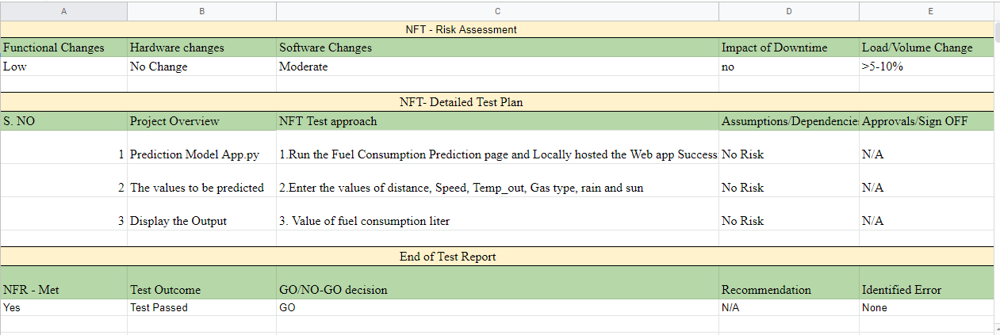 A B C D E
NFT - Risk Assessment
Functional Changes Hardware changes Software Changes Impact of Downtime Load/Volume Change
Low No Change Moderate no >5-10%
NFT- Detailed Test Plan
S. NO Project Overview NFT Test approach Assumptions/Dependencie Approvals/Sign OFF
1 Prediction Model App.py 1.Run the Fuel Consumption Prediction page and Locally hosted the Web app Success No Risk N/A
2 The values to be predicted 2.Enter the values of distance, Speed, Temp_out, Gas type, rain and sun No Risk N/A
3 Display the Output 3. Value of fuel consumption liter No Risk N/A
End of Test Report
NFR - Met Test Outcome GO/NO-GO decision Recommendation Identified Error
Yes Test Passed GO N/A None